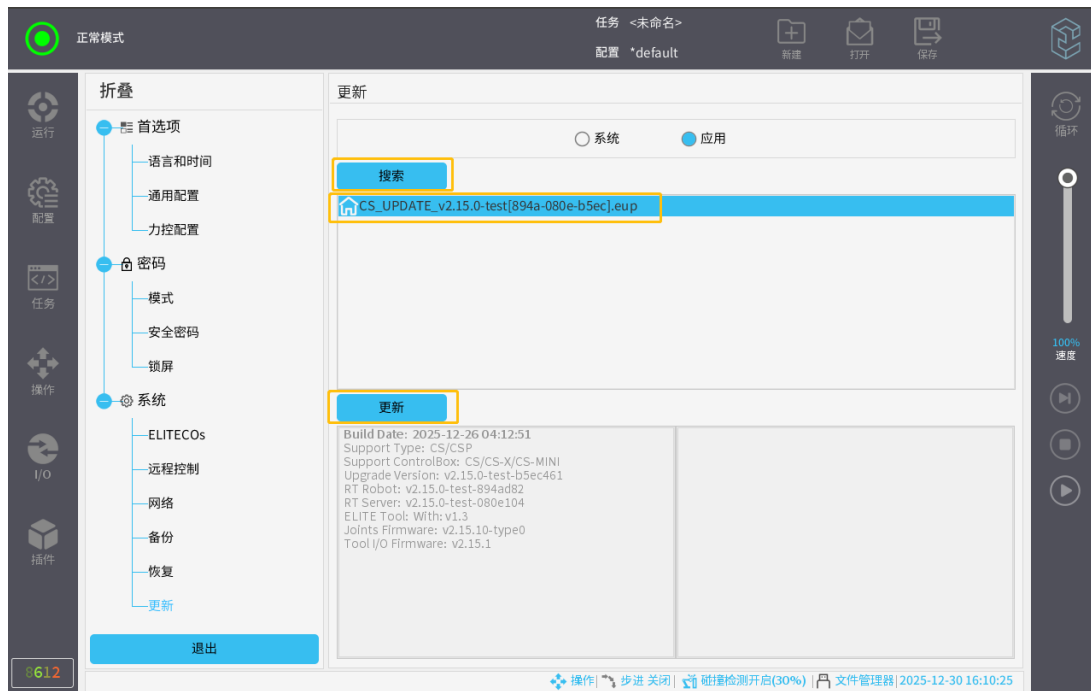 正常模式
任务 <未命名>
配置 *default
新建
打开
保存
运行
配置
任务
操作
I/O
插件
8612
折叠
首选项
语言和时间
通用配置
力控配置
密码
模式
安全密码
锁屏
系统
ELITECOs
远程控制
网络
备份
恢复
更新
退出
更新
系统
应用
搜索
CS_UPDATE_v2.15.0-test[894a-080e-b5ec].eup
更新
Build Date: 2025-12-26 04:12:51
Support Type: CS/CSP
Support ControlBox: CS/CS-X/CS-MINI
Upgrade Version: v2.15.0-test-b5ec461
RT Robot: v2.15.0-test-894ad82
RT Server: v2.15.0-test-080e104
ELITE Tool: With: v1.3
Joints Firmware: v2.15.10-type0
Tool I/O Firmware: v2.15.1
循环
100%
速度
操作| 步进 关闭| 碰撞检测开启(30%) | 文件管理器|2025-12-30 16:10:25